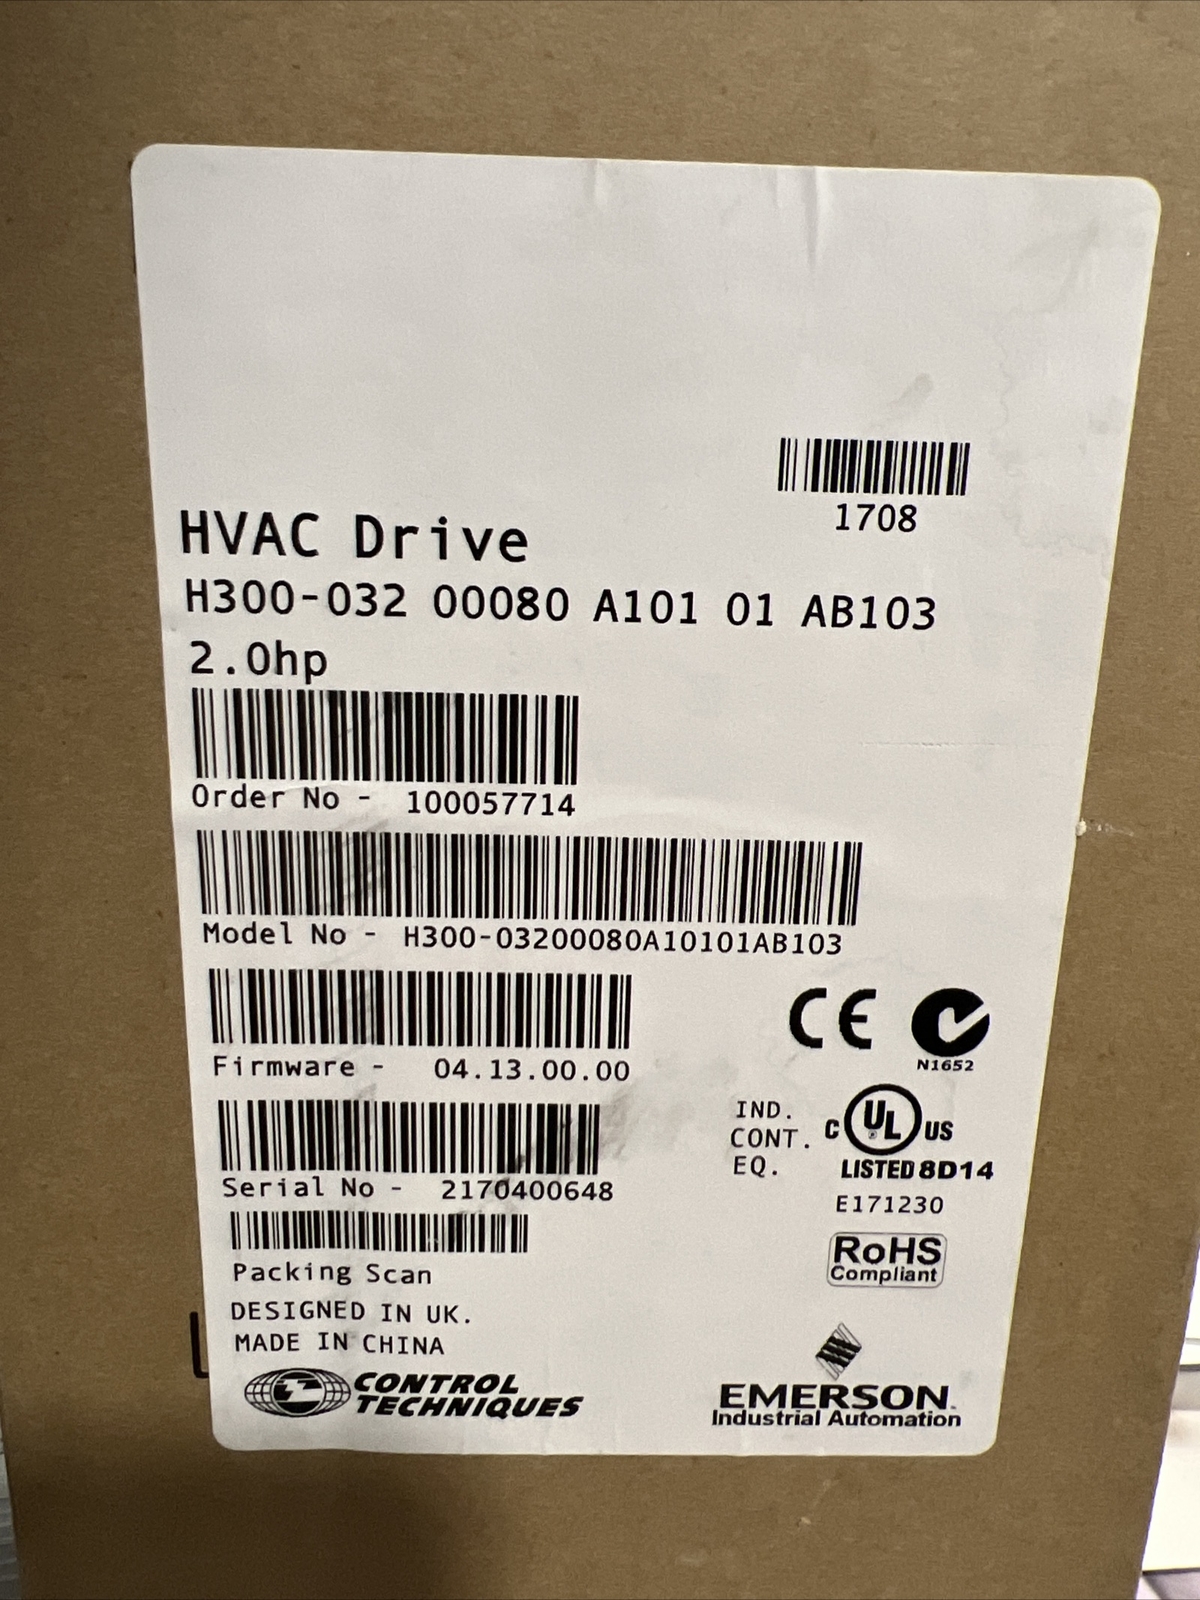 1708
HVAC Drive
H300-032 00080 A101 01 AB103
2.0hp
Order No - 100057714
Model No - H300-03200080A10101AB103
Firmware - 04.13.00.00
CE
N1652
Serial No - 2170400648
IND.
CONT.
EQ.
C UL ® US
LISTED 8D14
E171230
RoHS
Compliant
Packing Scan
DESIGNED IN UK.
MADE IN CHINA
CONTROL
TECHNIQUES
EMERSON.
Industrial Automation